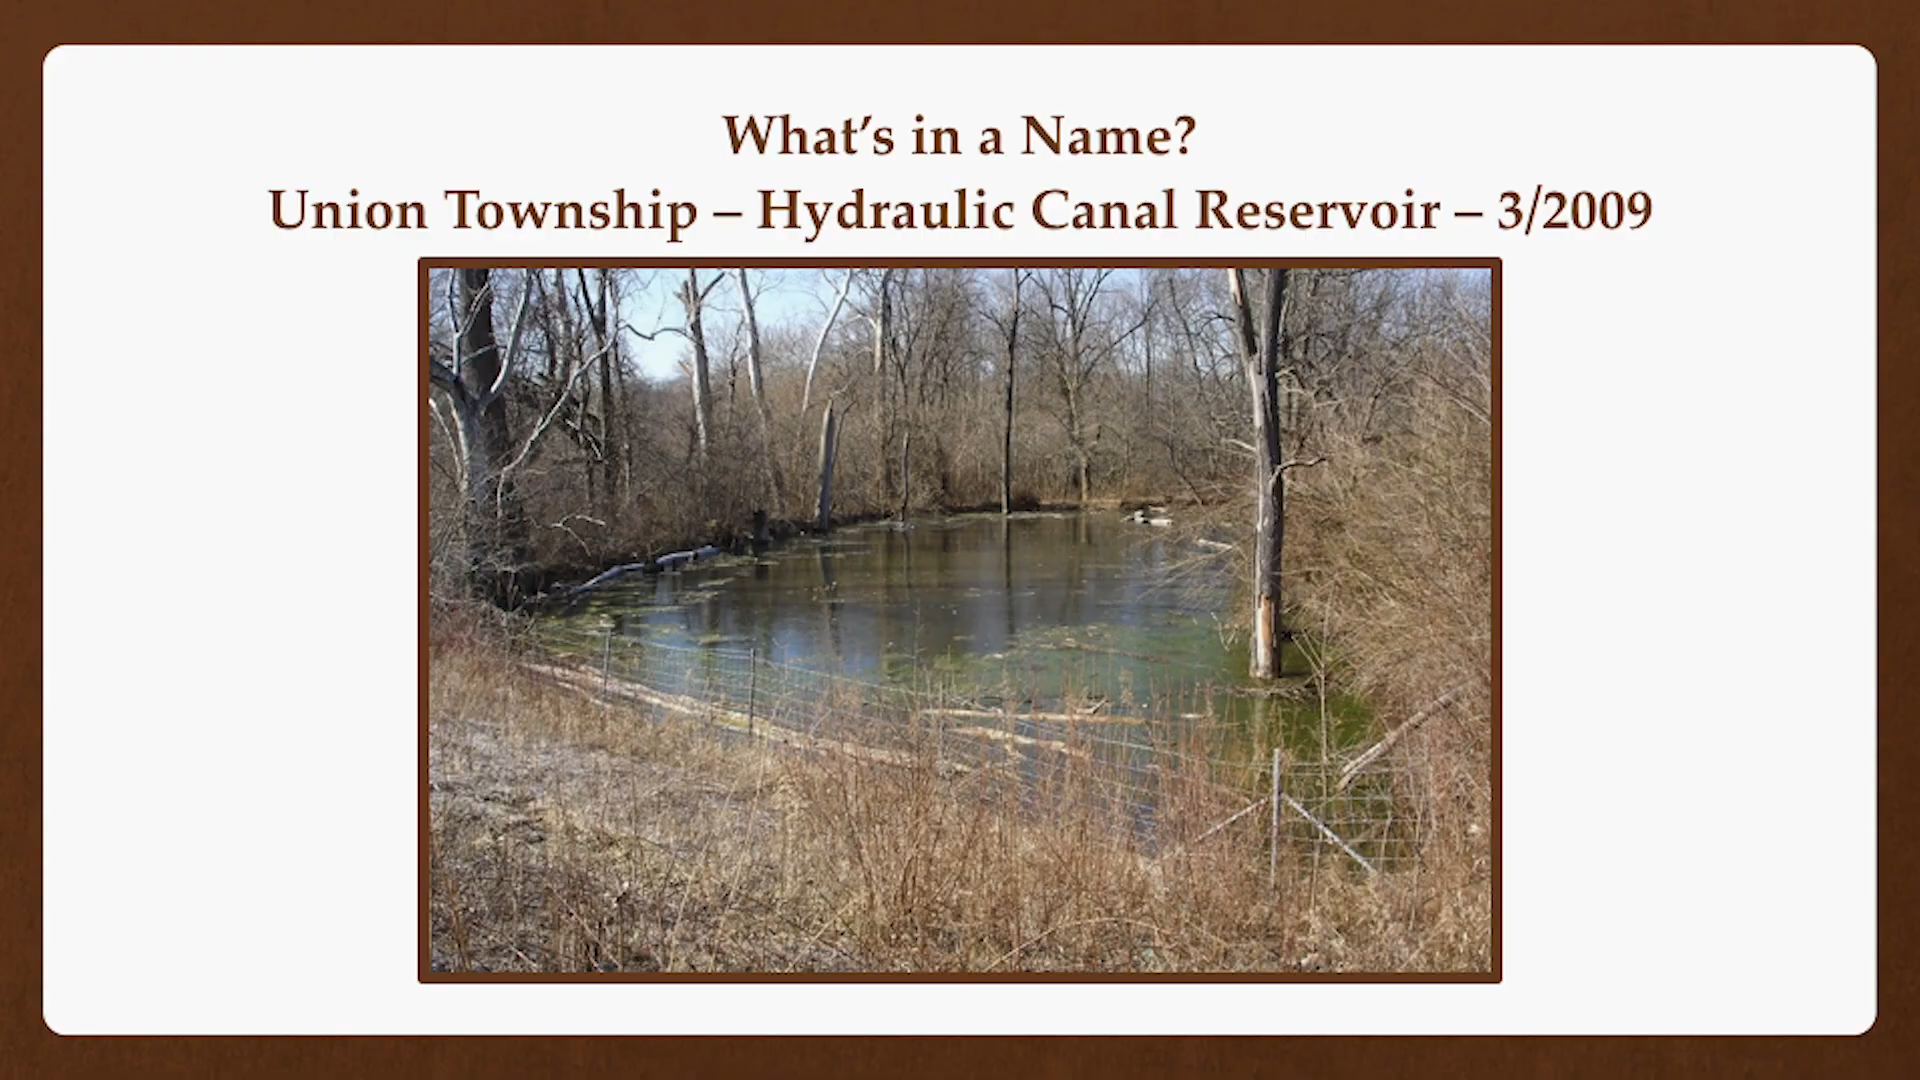 What’s in a Name?
Union Township – Hydraulic Canal Reservoir – 3/2009